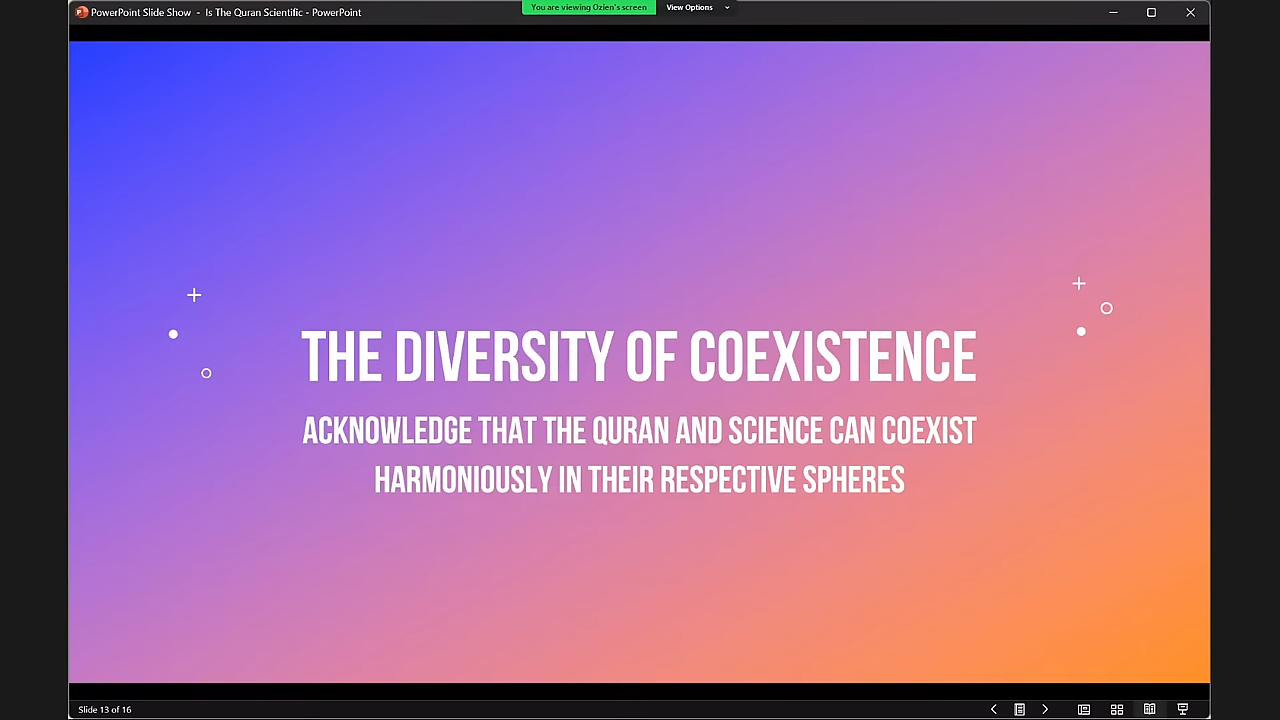 PowerPoint Slide Show - Is The Quran Scientific - PowerPoint
You are viewing Ozien's screen
View Options
THE DIVERSITY OF COEXISTENCE
ACKNOWLEDGE THAT THE QURAN AND SCIENCE CAN COEXIST
HARMONIOUSLY IN THEIR RESPECTIVE SPHERES
Slide 13 of 16